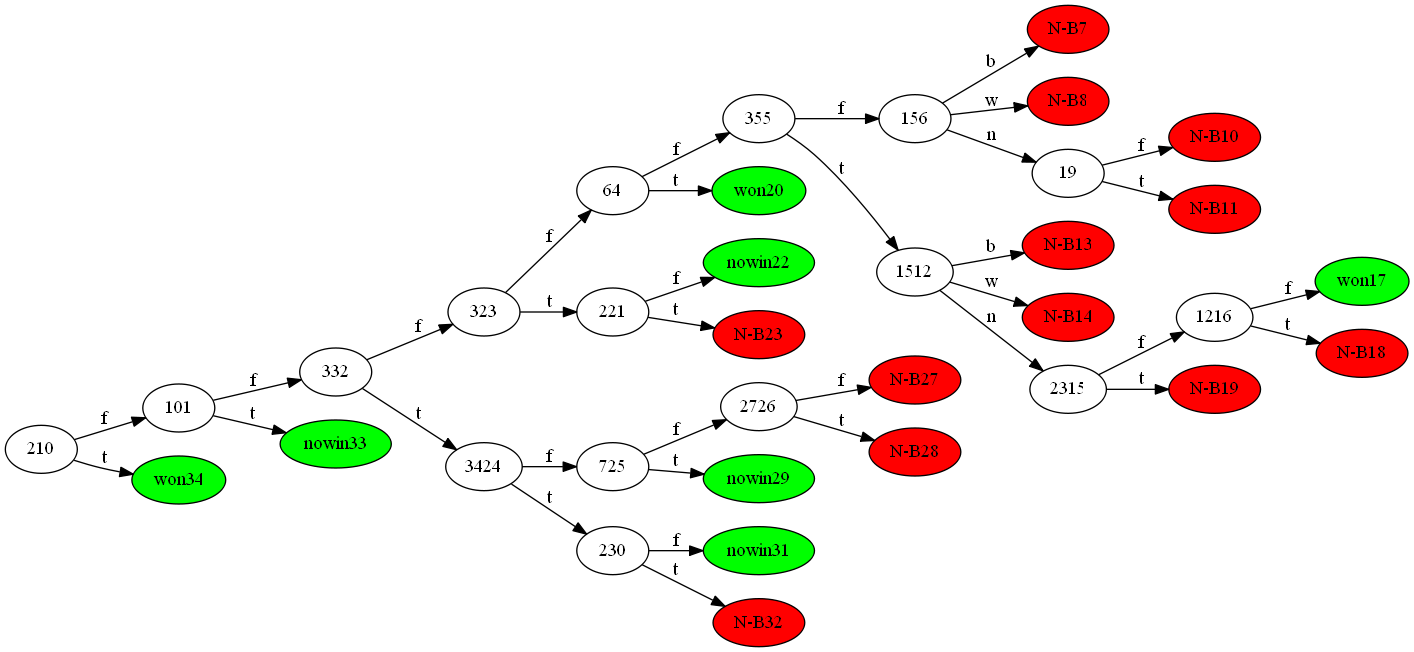 N-B7
b
355
f
156
w
N-B8
n
f
N-B10
f
19
t
N-B11
64
t
won20
t
f
N-B13
b
f
nowin22
1512
w
f
won17
323
t
221
N-B14
1216
t
N-B23
n
t
N-B18
f
f
332
f
N-B27
2315
t
N-B19
f
2726
101
t
f
t
t
nowin33
N-B28
210
f
3424
f
725
t
nowin29
t
won34
t
230
f
nowin31
t
N-B32